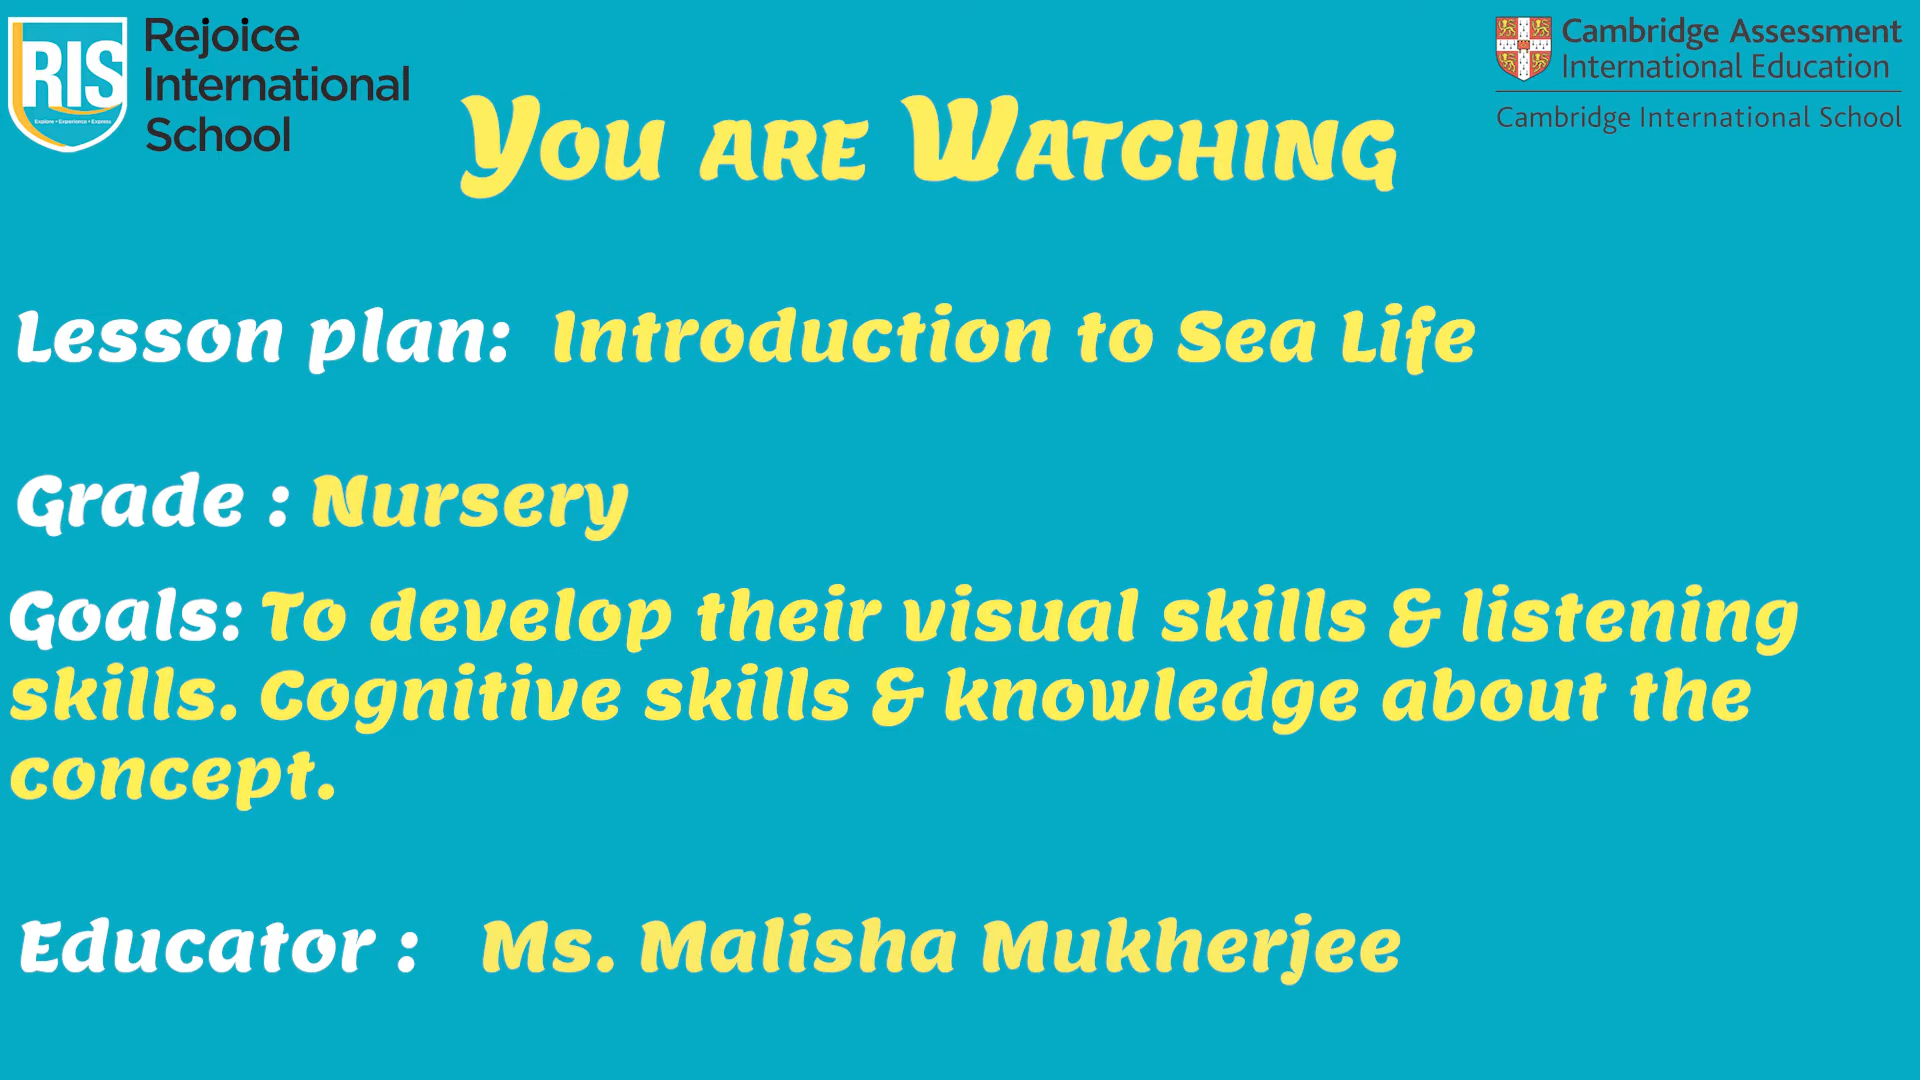 RIS
Explore • Experience • Express
Rejoice
International
School
Cambridge Assessment
International Education
Cambridge International School
You are Watching
Lesson plan: Introduction to Sea Life
Grade : Nursery
Goals: To develop their visual skills & listening
skills. Cognitive skills & knowledge about the
concept.
Educator : Ms. Malisha Mukherjee